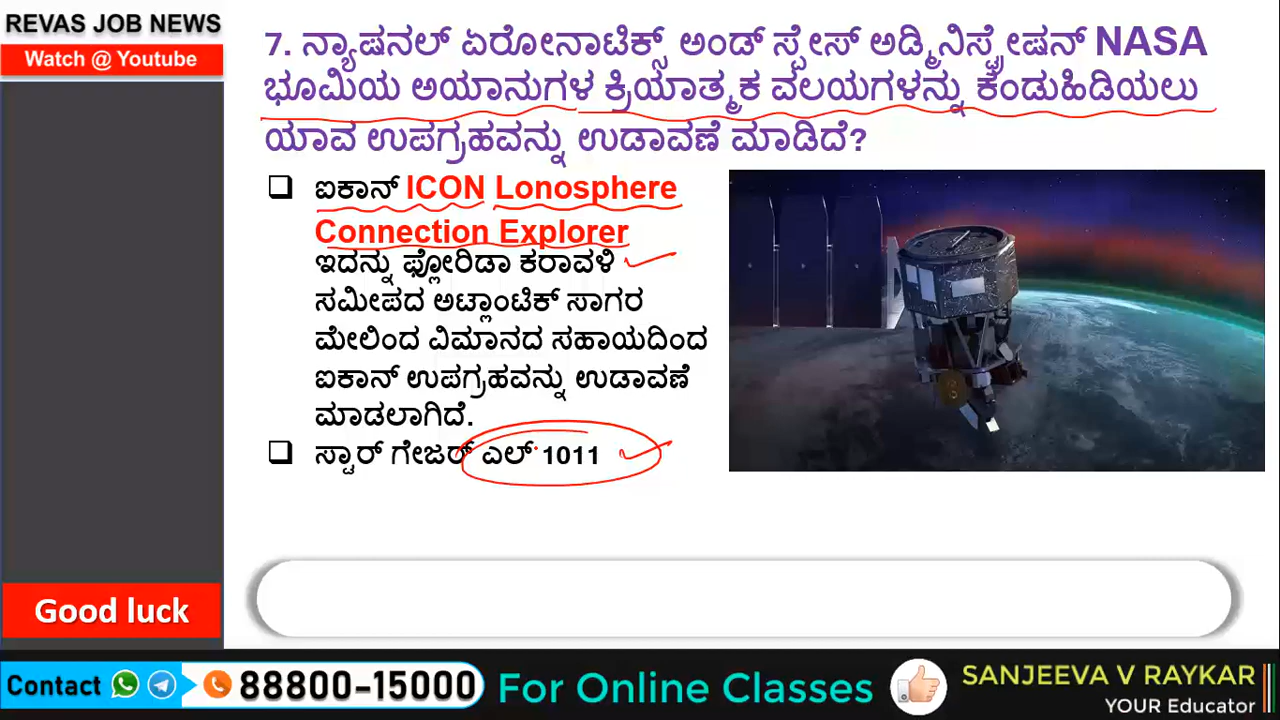 REVAS JOB NEWS
Watch @ Youtube
7. ನ್ಯಾಷನಲ್ ಏರೋನಾಟಿಕ್ಸ್ ಅಂಡ್ ಸ್ಪೇಸ್ ಅಡ್ಮಿನಿಸ್ಟ್ರೇಷನ್ NASA
ಭೂಮಿಯ ಅಯಾನುಗಳ ಕ್ರಿಯಾತ್ಮಕ ವಲಯಗಳನ್ನು ಕಂಡುಹಿಡಿಯಲು
ಯಾವ ಉಪಗ್ರಹವನ್ನು ಉಡಾವಣೆ ಮಾಡಿದೆ?
ಐಕಾನ್ ICON Lonosphere
Connection Explorer
ಇದನ್ನು ಫ್ಲೋರಿಡಾ ಕರಾವಳಿ
ಸಮೀಪದ ಅಟ್ಲಾಂಟಿಕ್ ಸಾಗರ
ಮೇಲಿಂದ ವಿಮಾನದ ಸಹಾಯದಿಂದ
ಐಕಾನ್ ಉಪಗ್ರಹವನ್ನು ಉಡಾವಣೆ
ಮಾಡಲಾಗಿದೆ.
ಸ್ಟಾರ್ ಗೇಜರ್ ಎಲ್ 1011
Good luck
Contact 88800-15000 For Online Classes
SANJEEVA V RAYKAR
YOUR Educator